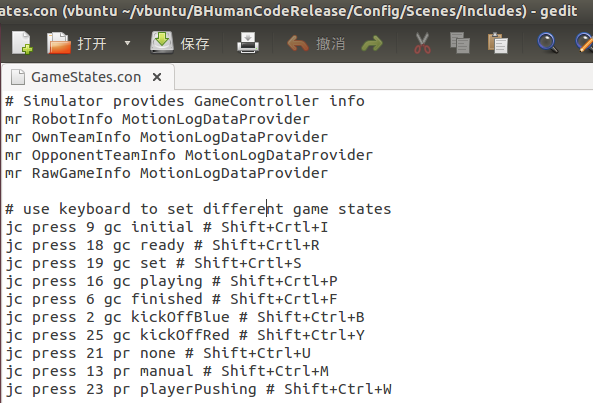 tates.con (vbuntu ~/vbuntu/BHumanCodeRelease/Config/Scenes/Includes) - gedit
打开 保存 撤消
GameStates.con ×
# Simulator provides GameController info
mr RobotInfo MotionLogDataProvider
mr OwnTeamInfo MotionLogDataProvider
mr OpponentTeamInfo MotionLogDataProvider
mr RawGameInfo MotionLogDataProvider
# use keyboard to set different game states
jc press 9 gc initial # Shift+Crtl+I
jc press 18 gc ready # Shift+Crtl+R
jc press 19 gc set # Shift+Crtl+S
jc press 16 gc playing # Shift+Crtl+P
jc press 6 gc finished # Shift+Crtl+F
jc press 2 gc kickOffBlue # Shift+Ctrl+B
jc press 25 gc kickOffRed # Shift+Ctrl+Y
jc press 21 pr none # Shift+Ctrl+U
jc press 13 pr manual # Shift+Ctrl+M
jc press 23 pr playerPushing # Shift+Ctrl+W